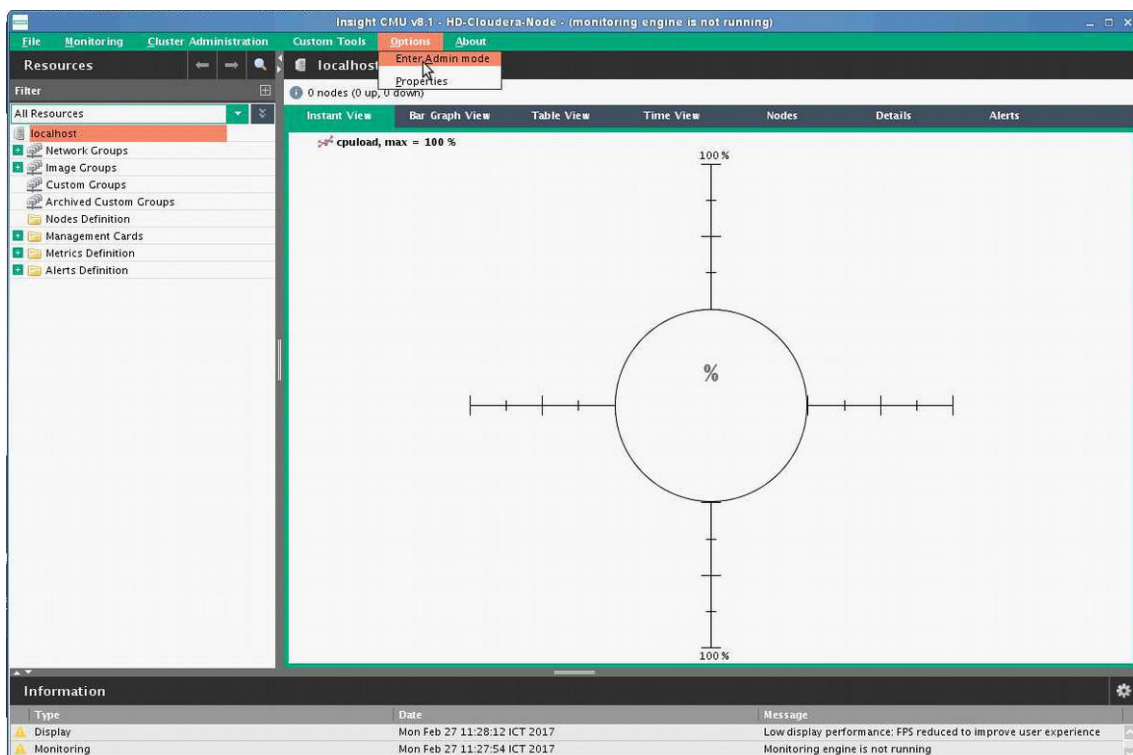 Insight CMU v8.1 - HD-Cloudera-Node - (monitoring engine is not running)
File Monitoring Cluster Administration Custom Tools Options About
Enter Admin mode
Properties
Resources
localhost
Filter
0 nodes (0 up, 0 down)
All Resources
Instant View Bar Graph View Table View Time View Nodes Details Alerts
localhost
Network Groups
Image Groups
Custom Groups
Archived Custom Groups
Nodes Definition
Management Cards
Metrics Definition
Alerts Definition
cpuload, max = 100 %
100 %
%
100 %
Information
Type Date Message
Display Mon Feb 27 11:28:12 ICT 2017 Low display performance: FPS reduced to improve user experience
Monitoring Mon Feb 27 11:27:54 ICT 2017 Monitoring engine is not running